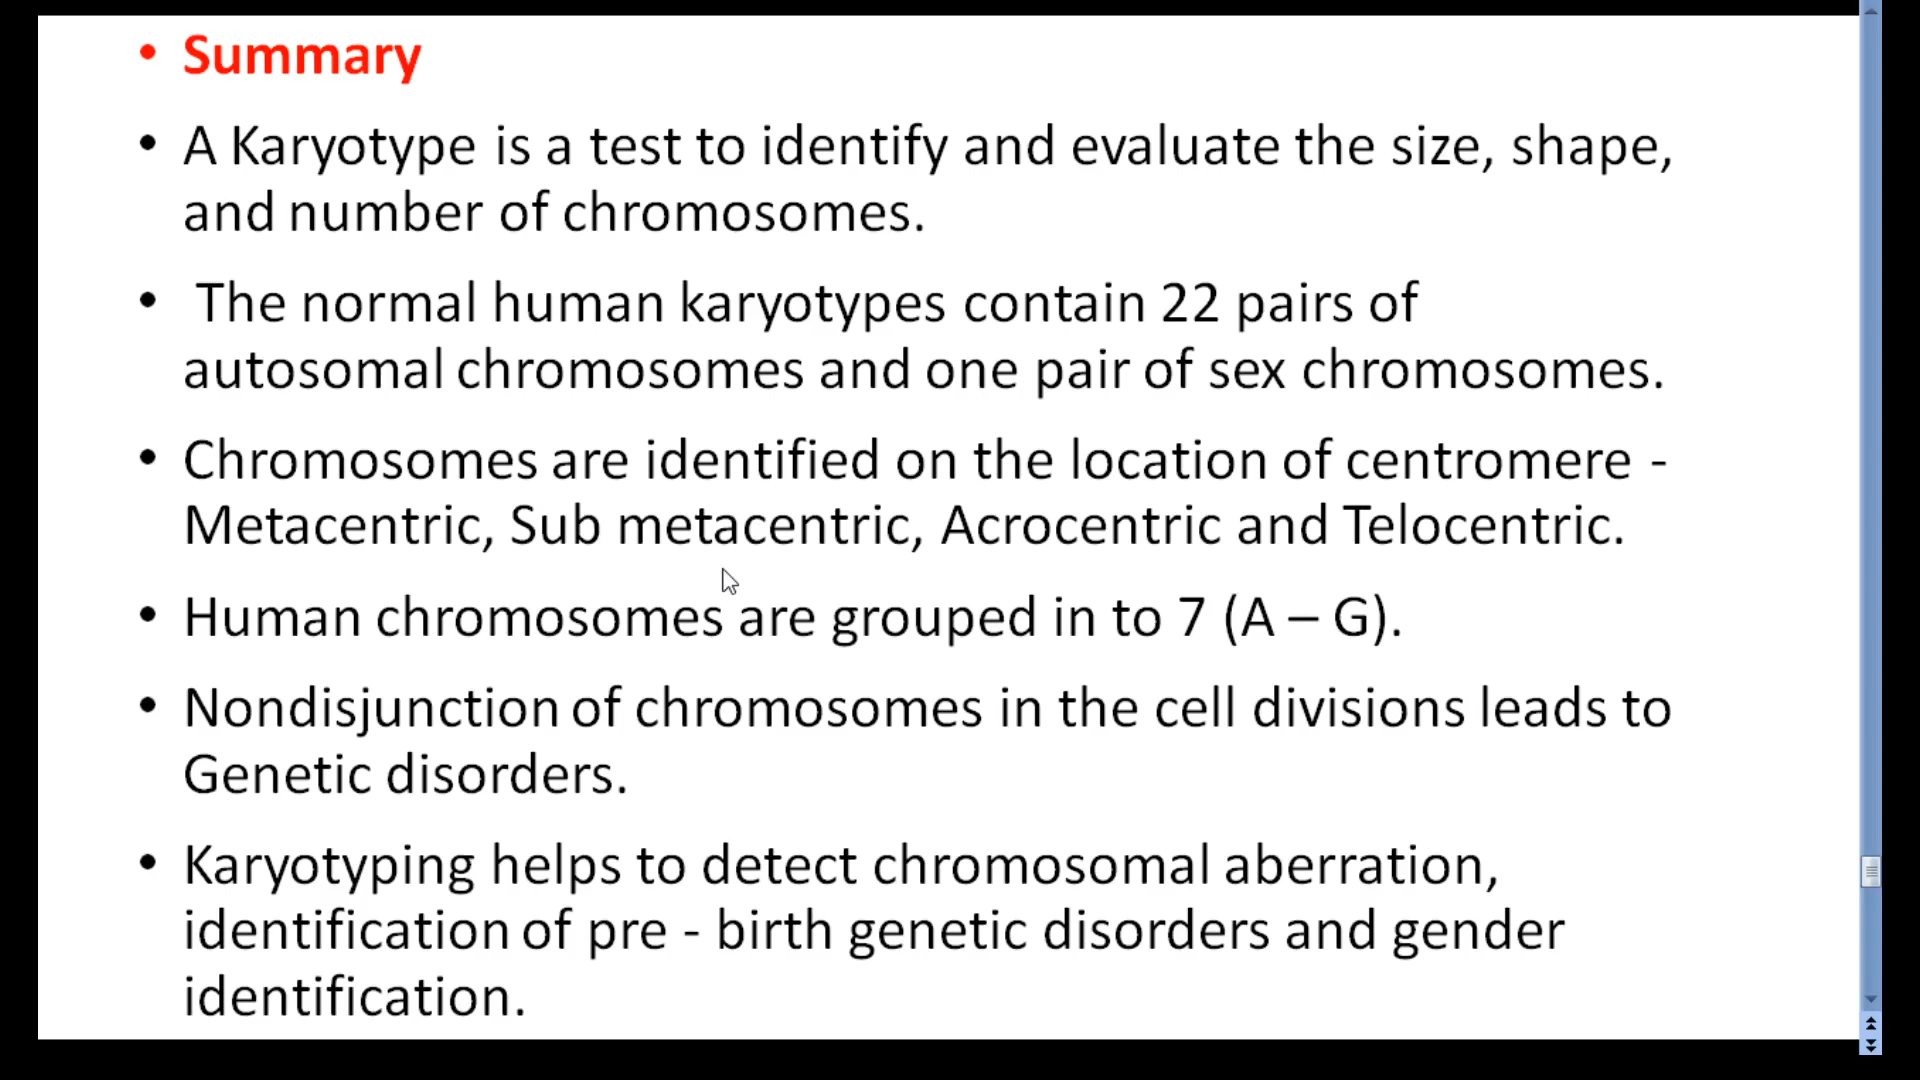 • Summary
• A Karyotype is a test to identify and evaluate the size, shape,
and number of chromosomes.
• The normal human karyotypes contain 22 pairs of
autosomal chromosomes and one pair of sex chromosomes.
• Chromosomes are identified on the location of centromere -
Metacentric, Sub metacentric, Acrocentric and Telocentric.
• Human chromosomes are grouped in to 7 (A – G).
• Nondisjunction of chromosomes in the cell divisions leads to
Genetic disorders.
• Karyotyping helps to detect chromosomal aberration,
identification of pre - birth genetic disorders and gender
identification.